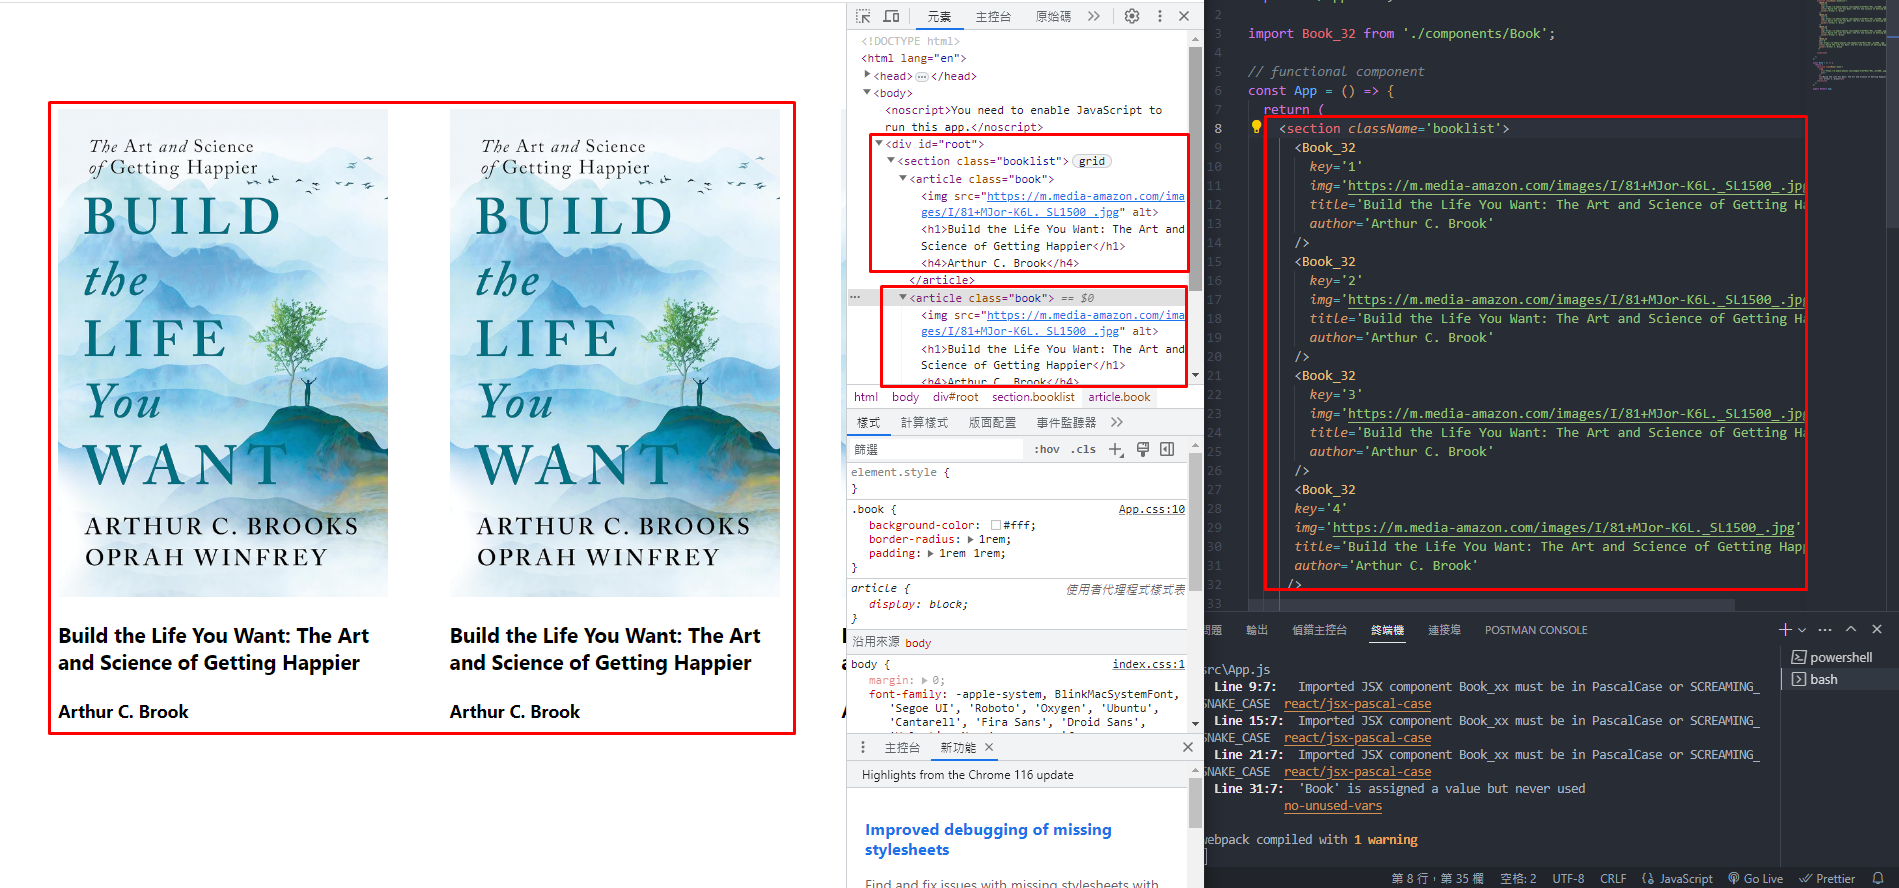 The Art and Science
of Getting Happier
BUILD
the
LIFE
You
WANT
ARTHUR C. BROOKS
OPRAH WINFREY
Build the Life You Want: The Art
and Science of Getting Happier
Arthur C. Brook
The Art and Science
of Getting Happier
BUILD
the
LIFE
You
WANT
ARTHUR C. BROOKS
OPRAH WINFREY
Build the Life You Want: The Art
and Science of Getting Happier
Arthur C. Brook
元素 主控台 原始碼
<!DOCTYPE html>
<html lang="en">
<head> </head>
<body>
<noscript>You need to enable JavaScript to
run this app.</noscript>
<div id="root">
<section class="booklist"> grid
<article class="book">
<img src="https://m.media-amazon.com/ima
ges/I/81+MJor-K6L._SL1500_.jpg" alt>
<h1>Build the Life You Want: The Art and
Science of Getting Happier</h1>
<h4>Arthur C. Brook</h4>
</article>
<article class="book"> == $0
<img src="https://m.media-amazon.com/ima
ges/I/81+MJor-K6L._SL1500_.jpg" alt>
<h1>Build the Life You Want: The Art and
Science of Getting Happier</h1>
<h4>Arthur C. Brook</h4>
html body div#root section.booklist article.book
樣式 計算樣式 版面配置 事件監聽器
篩選 :hov .cls
element.style {
}
.book { App.css:10
background-color: #fff;
border-radius: 1rem;
padding: 1rem 1rem;
}
article { 使用者代理程式樣式表
display: block;
}
沿用來源 body
body { index.css:1
margin: 0;
font-family: -apple-system, BlinkMacSystemFont,
'Segoe UI', 'Roboto', 'Oxygen', 'Ubuntu',
'Cantarell', 'Fira Sans', 'Droid Sans',
主控台 新功能
Highlights from the Chrome 116 update
Improved debugging of missing
stylesheets
Find and fix issues with missing stylesheets with
2
3 import Book_32 from './components/Book';
4
5 // functional component
6 const App = () => {
7 return (
8 <section className='booklist'>
9 <Book_32
10 key='1'
11 img='https://m.media-amazon.com/images/I/81+MJor-K6L._SL1500_.jpg
12 title='Build the Life You Want: The Art and Science of Getting Ha
13 author='Arthur C. Brook'
14 />
15 <Book_32
16 key='2'
17 img='https://m.media-amazon.com/images/I/81+MJor-K6L._SL1500_.jpg
18 title='Build the Life You Want: The Art and Science of Getting Ha
19 author='Arthur C. Brook'
20 />
21 <Book_32
22 key='3'
23 img='https://m.media-amazon.com/images/I/81+MJor-K6L._SL1500_.jpg
24 title='Build the Life You Want: The Art and Science of Getting Ha
25 author='Arthur C. Brook'
26 />
27 <Book_32
28 key='4'
29 img='https://m.media-amazon.com/images/I/81+MJor-K6L._SL1500_.jpg'
30 title='Build the Life You Want: The Art and Science of Getting Hap
31 author='Arthur C. Brook'
32 />
33
問題 輸出 偵錯主控台 終端機 連接埠 POSTMAN CONSOLE
powershell
bash
src\App.js
Line 9:7: Imported JSX component Book_xx must be in PascalCase or SCREAMING_
SNAKE_CASE react/jsx-pascal-case
Line 15:7: Imported JSX component Book_xx must be in PascalCase or SCREAMING_
SNAKE_CASE react/jsx-pascal-case
Line 21:7: Imported JSX component Book_xx must be in PascalCase or SCREAMING_
SNAKE_CASE react/jsx-pascal-case
Line 31:7: 'Book' is assigned a value but never used
no-unused-vars
webpack compiled with 1 warning
第 8 行，第 35 欄 空格: 2 UTF-8 CRLF JavaScript Go Live Prettier